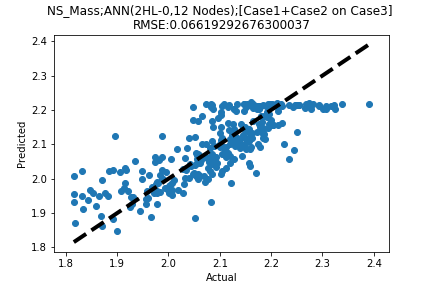 NS_Mass;ANN(2HL-0,12 Nodes);[Case1+Case2 on Case3]
RMSE:0.06619292676300037
2.4
2.3
2.2
2.1
2.0
1.9
1.8
Predicted
1.8 1.9 2.0 2.1 2.2 2.3 2.4
Actual